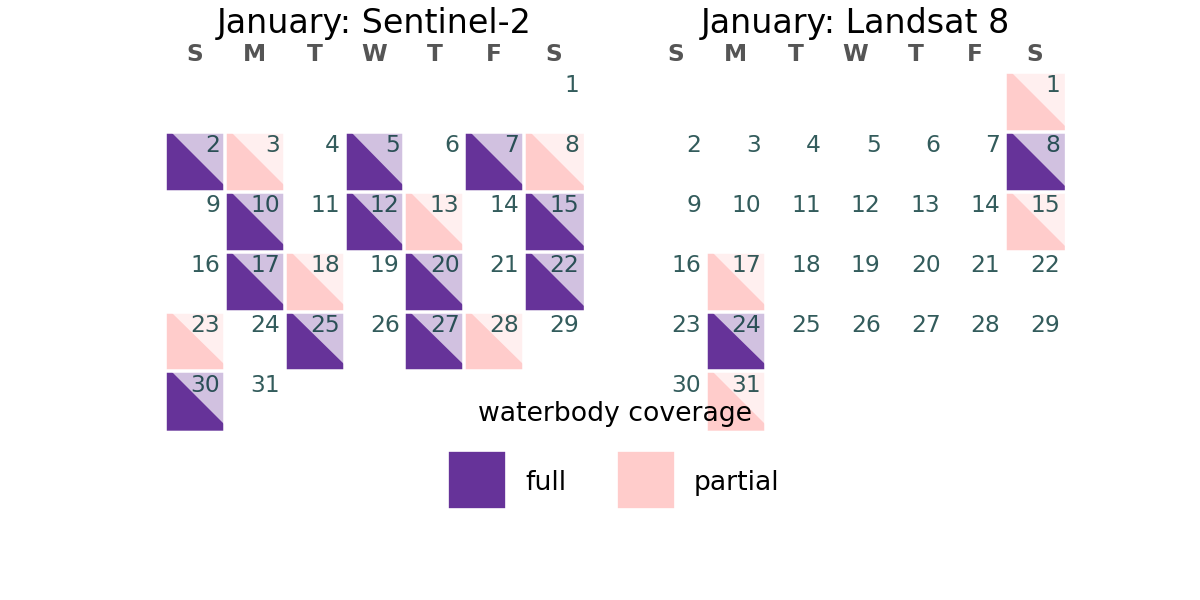 January: Sentinel-2
S M T W T F S
1
2 3 4 5 6 7 8
9 10 11 12 13 14 15
16 17 18 19 20 21 22
23 24 25 26 27 28 29
30 31
January: Landsat 8
S M T W T F S
1
2 3 4 5 6 7 8
9 10 11 12 13 14 15
16 17 18 19 20 21 22
23 24 25 26 27 28 29
30 31
waterbody coverage
full
partial